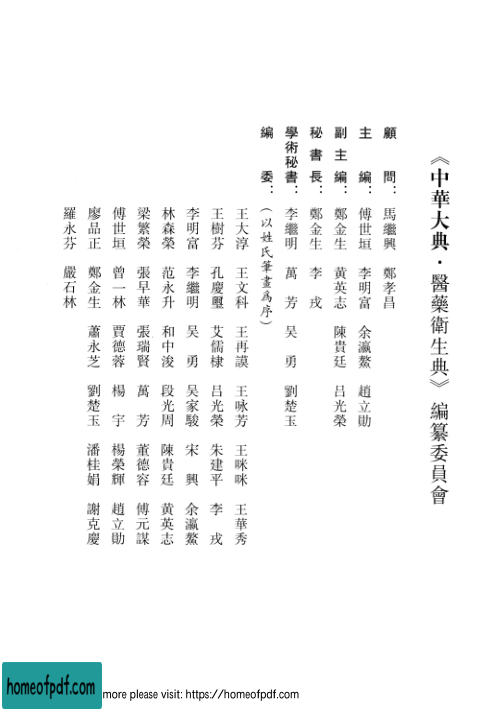 《中華大典·醫藥衛生典》編纂委員會
顧問：馬繼興 鄭孝昌
主編：傅世垣 李明富 余瀛鰲 趙立勛
副主編：鄭金生 黃英志 陳貴廷 呂光榮
秘書長：鄭金生 李戎
學術秘書：李繼明 萬芳 吳勇 劉楚玉
編委：（以姓氏筆畫爲序）
王大淳 王文科 王再謨 王咏芳 王咪咪 王華秀
王樹芬 孔慶璽 艾儒棣 呂光榮 朱建平 李戎
李明富 李繼明 吳勇 吳家駿 宋興 余瀛鰲
林森榮 范永升 和中浚 段光周 陳貴廷 黃英志
梁繁榮 張早華 張瑞賢 萬芳 董德容 傅元謀
傅世垣 曾一林 賈德蓉 楊宇 楊榮輝 趙立勛
廖品正 鄭金生 蕭永芝 劉楚玉 潘桂娟 謝克慶
羅永芬 嚴石林
homeofpdf.com
more please visit: https://homeofpdf.com